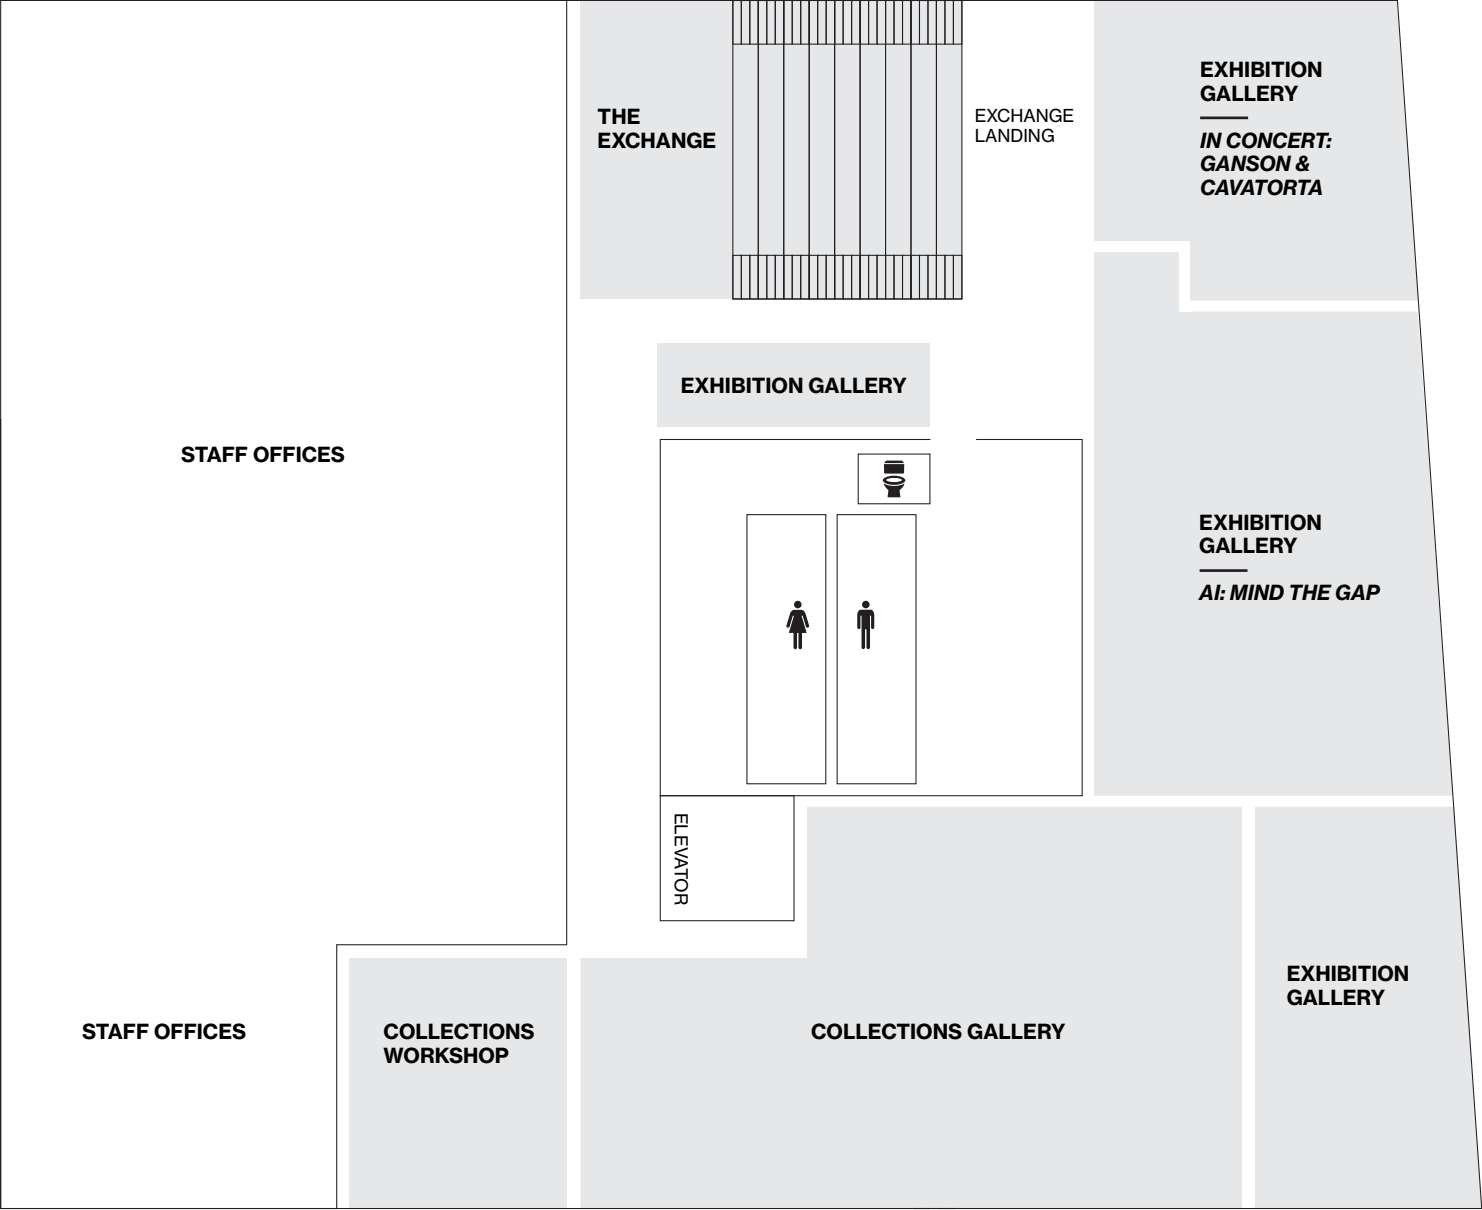 THE
EXCHANGE
EXCHANGE
LANDING
EXHIBITION
GALLERY
IN CONCERT:
GANSON &
CAVATORTA
EXHIBITION GALLERY
STAFF OFFICES
EXHIBITION
GALLERY
AI: MIND THE GAP
ELEVATOR
EXHIBITION
GALLERY
STAFF OFFICES
COLLECTIONS
WORKSHOP
COLLECTIONS GALLERY